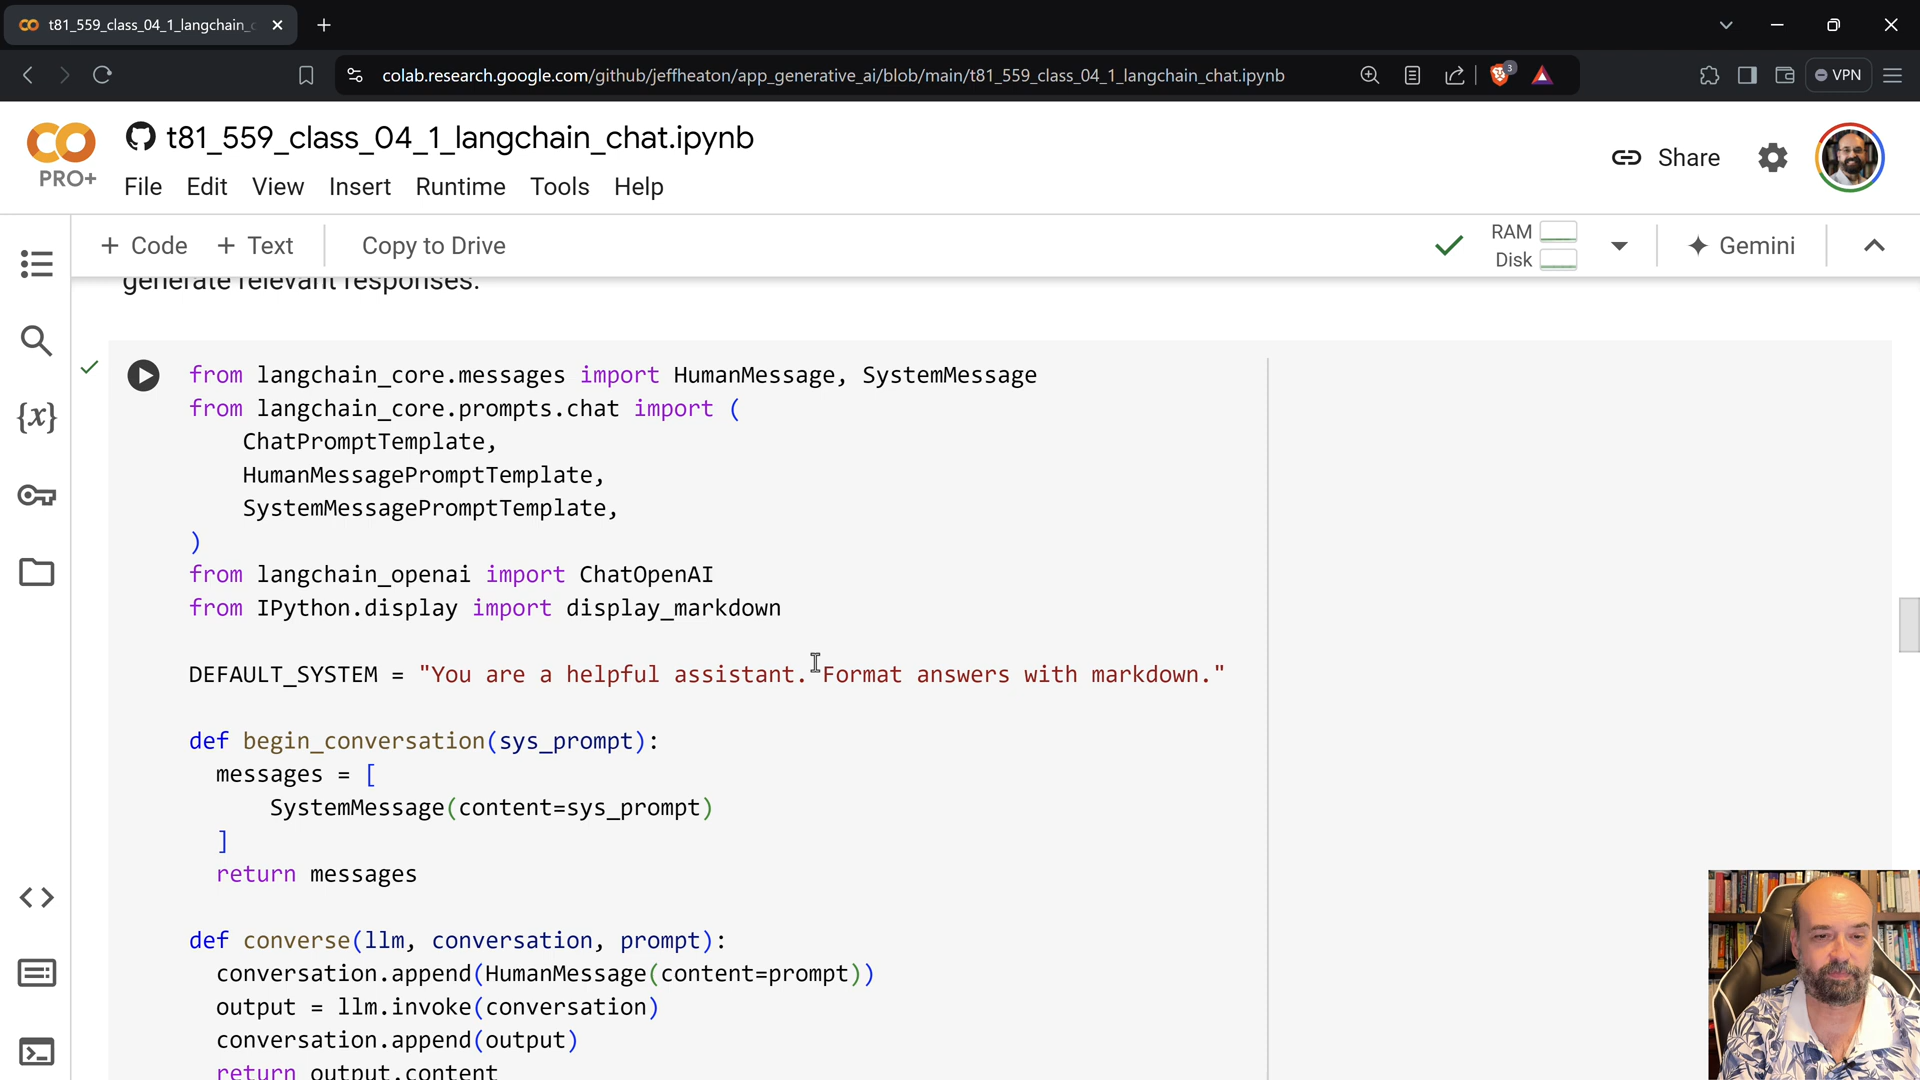 t81_559_class_04_1_langchain_c
colab.research.google.com/github/jeffheaton/app_generative_ai/blob/main/t81_559_class_04_1_langchain_chat.ipynb
3
VPN
t81_559_class_04_1_langchain_chat.ipynb
PRO+
File Edit View Insert Runtime Tools Help
Share
+ Code + Text Copy to Drive
RAM
Disk
Gemini
generate relevant responses.
{x}
from langchain_core.messages import HumanMessage, SystemMessage
from langchain_core.prompts.chat import (
    ChatPromptTemplate,
    HumanMessagePromptTemplate,
    SystemMessagePromptTemplate,
)
from langchain_openai import ChatOpenAI
from IPython.display import display_markdown
DEFAULT_SYSTEM = "You are a helpful assistant. Format answers with markdown."
def begin_conversation(sys_prompt):
  messages = [
      SystemMessage(content=sys_prompt)
  ]
  return messages
def converse(llm, conversation, prompt):
  conversation.append(HumanMessage(content=prompt))
  output = llm.invoke(conversation)
  conversation.append(output)
  return output.content